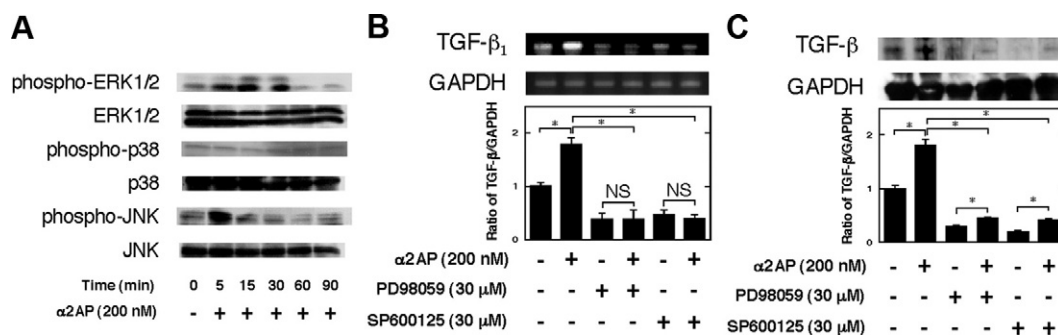 A
phospho-ERK1/2
ERK1/2
phospho-p38
p38
phospho-JNK
JNK
Time (min) 0 5 15 30 60 90
α2AP (200 nM) - + + + + +
B
TGF-β₁
GAPDH
Ratio of TGF-β/GAPDH
2
1
0
* * * NS NS
α2AP (200 nM) - + - + - +
PD98059 (30 μM) - - + + - -
SP600125 (30 μM) - - - - + +
C
TGF-β
GAPDH
Ratio of TGF-β/GAPDH
2
1
0
* * * * *
α2AP (200 nM) - + - + - +
PD98059 (30 μM) - - + + - -
SP600125 (30 μM) - - - - + +